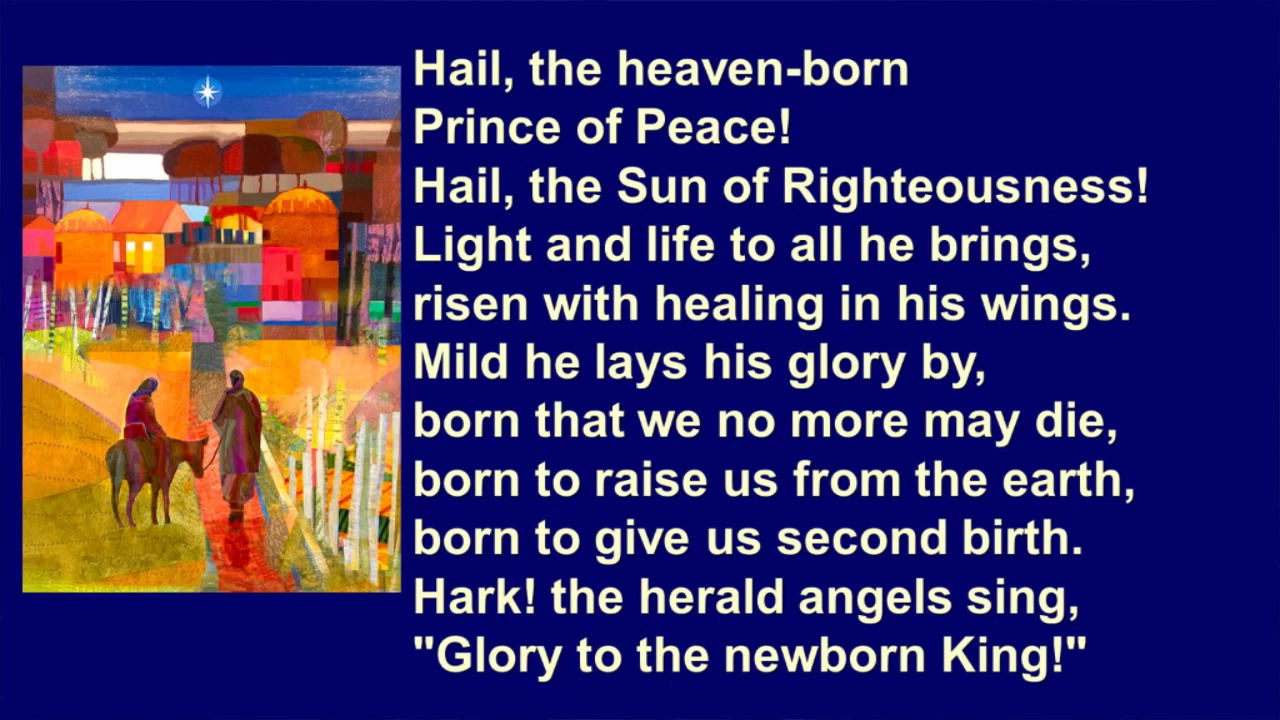 Hail, the heaven-born
Prince of Peace!
Hail, the Sun of Righteousness!
Light and life to all he brings,
risen with healing in his wings.
Mild he lays his glory by,
born that we no more may die,
born to raise us from the earth,
born to give us second birth.
Hark! the herald angels sing,
"Glory to the newborn King!"